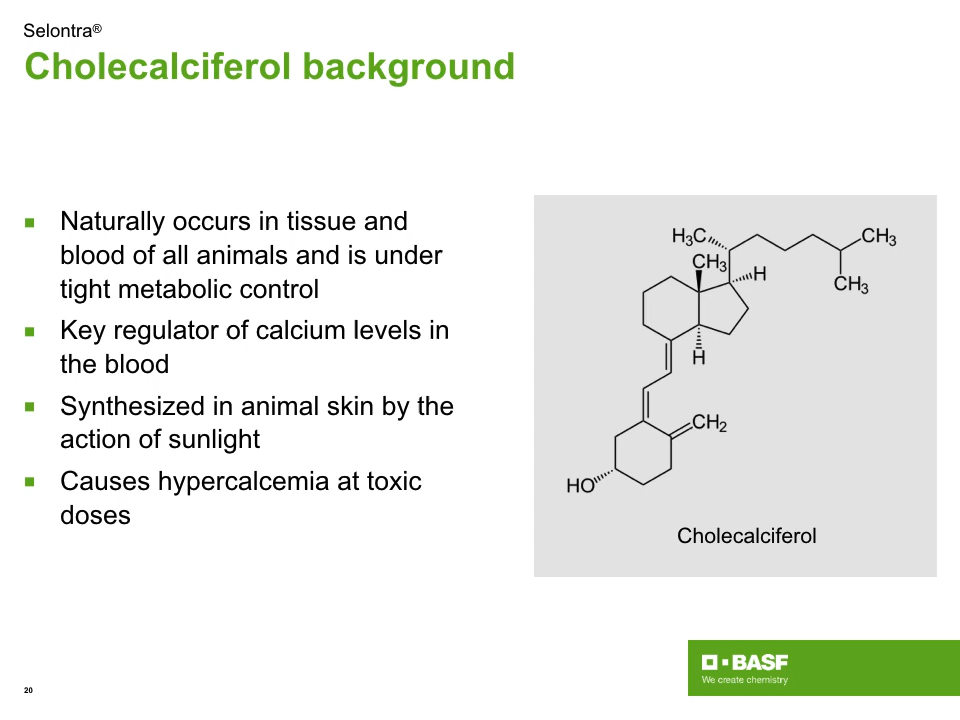 Selontra®
Cholecalciferol background
Naturally occurs in tissue and
blood of all animals and is under
tight metabolic control
Key regulator of calcium levels in
the blood
Synthesized in animal skin by the
action of sunlight
Causes hypercalcemia at toxic
doses
H₃C
CH₃
CH₃
H
CH₃
H
CH₂
HO
Cholecalciferol
BASF
We create chemistry
20